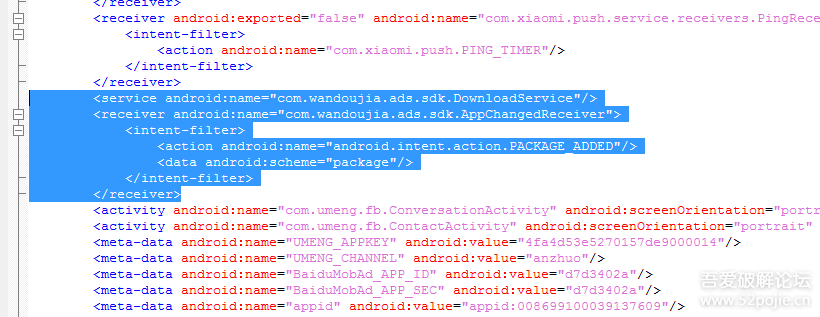 </receiver>
<receiver android:exported="false" android:name="com.xiaomi.push.service.receivers.PingRece
<intent-filter>
<action android:name="com.xiaomi.push.PING_TIMER"/>
</intent-filter>
</receiver>
<service android:name="com.wandoujia.ads.sdk.DownloadService"/>
<receiver android:name="com.wandoujia.ads.sdk.AppChangedReceiver">
<intent-filter>
<action android:name="android.intent.action.PACKAGE_ADDED"/>
<data android:scheme="package"/>
</intent-filter>
</receiver>
<activity android:name="com.umeng.fb.ConversationActivity" android:screenOrientation="portr
<activity android:name="com.umeng.fb.ContactActivity" android:screenOrientation="portrait"
<meta-data android:name="UMENG_APPKEY" android:value="4fa4d53e5270157de9000014"/>
<meta-data android:name="UMENG_CHANNEL" android:value="anzhuo"/>
<meta-data android:name="BaiduMobAd_APP_ID" android:value="d7d3402a"/>
<meta-data android:name="BaiduMobAd_APP_SEC" android:value="d7d3402a"/>
<meta-data android:name="appid" android:value="appid:008699100039137609"/>
吾爱破解论坛
www.52pojie.cn